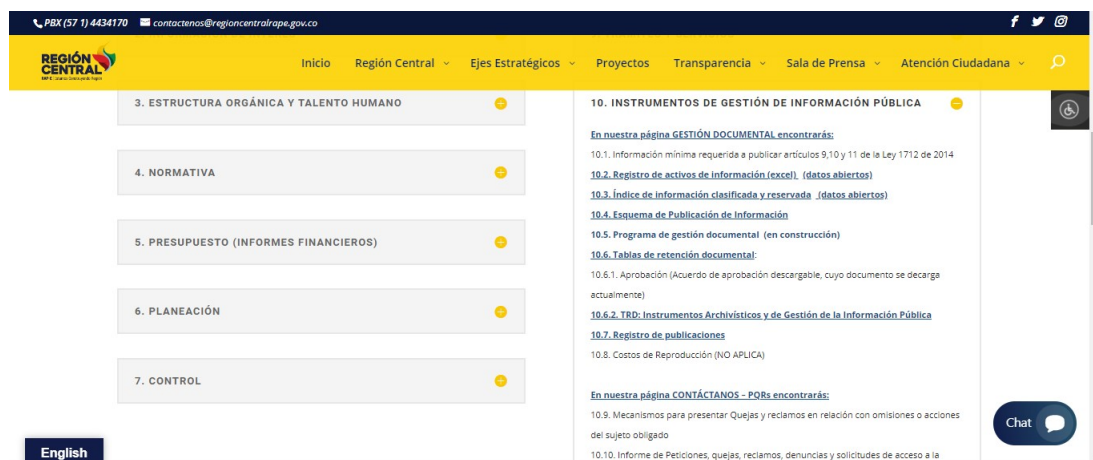 PBX (57 1) 4434170 contactenos@regioncentralrape.gov.co
REGIÓN
CENTRAL
Inicio Región Central Ejes Estratégicos Proyectos Transparencia Sala de Prensa Atención Ciudadana
3. ESTRUCTURA ORGÁNICA Y TALENTO HUMANO
4. NORMATIVA
5. PRESUPUESTO (INFORMES FINANCIEROS)
6. PLANEACIÓN
7. CONTROL
10. INSTRUMENTOS DE GESTIÓN DE INFORMACIÓN PÚBLICA
En nuestra página GESTIÓN DOCUMENTAL encontrarás:
10.1. Información mínima requerida a publicar artículos 9,10 y 11 de la Ley 1712 de 2014
10.2. Registro de activos de información (excel) (datos abiertos)
10.3. Índice de información clasificada y reservada (datos abiertos)
10.4. Esquema de Publicación de Información
10.5. Programa de gestión documental (en construcción)
10.6. Tablas de retención documental:
10.6.1. Aprobación (Acuerdo de aprobación descargable, cuyo documento se decarga
actualmente)
10.6.2. TRD: Instrumentos Archivísticos y de Gestión de la Información Pública
10.7. Registro de publicaciones
10.8. Costos de Reproducción (NO APLICA)
En nuestra página CONTÁCTANOS – PQRs encontrarás:
10.9. Mecanismos para presentar Quejas y reclamos en relación con omisiones o acciones
del sujeto obligado
10.10. Informe de Peticiones, quejas, reclamos, denuncias y solicitudes de acceso a la
Chat
English